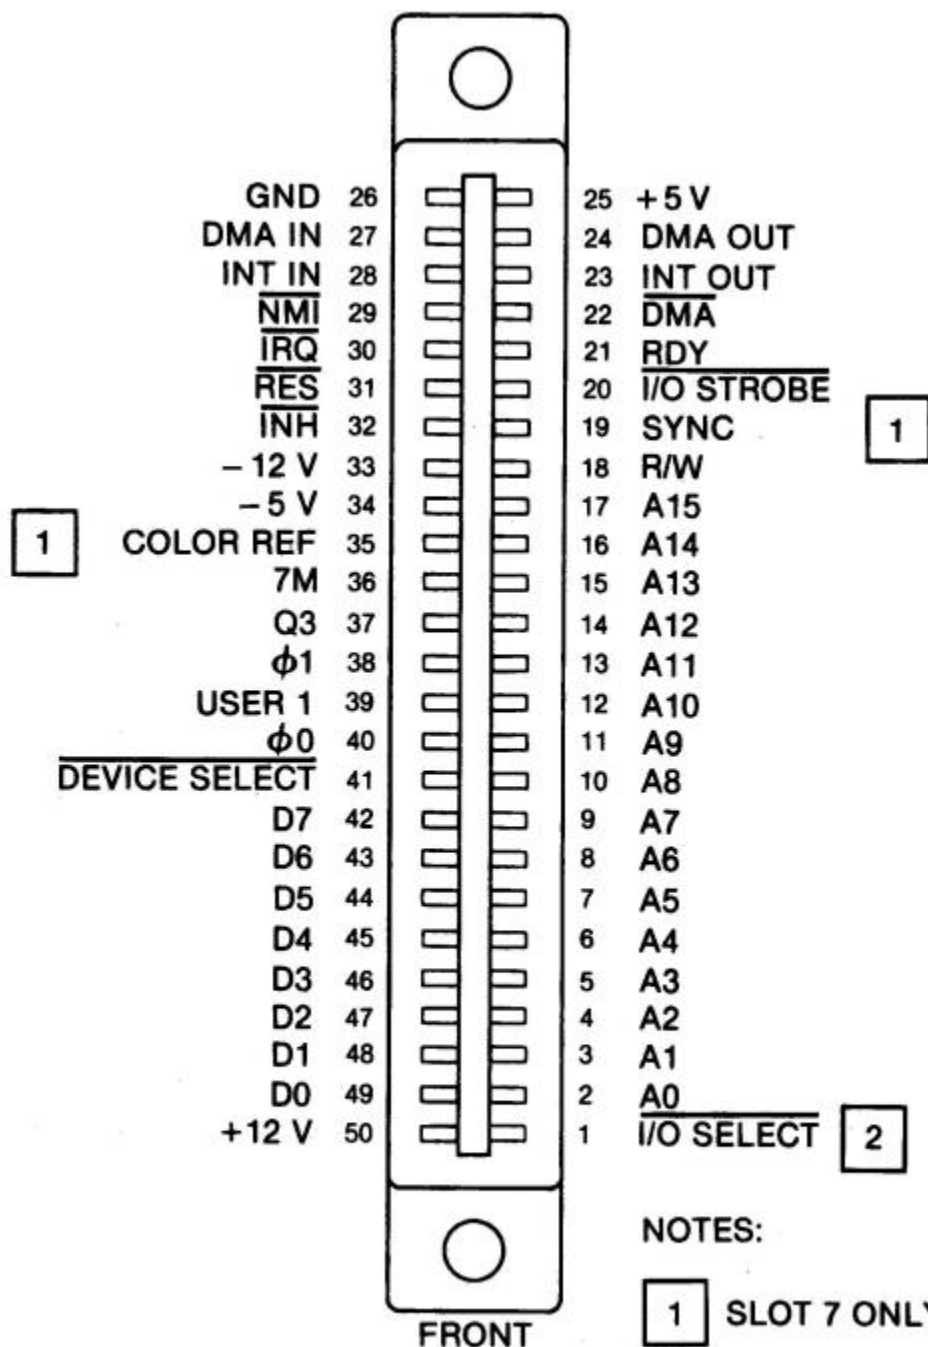 GND 26 25 +5 V
DMA IN 27 24 DMA OUT
INT IN 28 23 INT OUT
NMI 29 22 DMA
IRQ 30 21 RDY
RES 31 20 I/O STROBE
INH 32 19 SYNC 1
– 12 V 33 18 R/W
– 5 V 34 17 A15
1 COLOR REF 35 16 A14
7M 36 15 A13
Q3 37 14 A12
ϕ1 38 13 A11
USER 1 39 12 A10
ϕ0 40 11 A9
DEVICE SELECT 41 10 A8
D7 42 9 A7
D6 43 8 A6
D5 44 7 A5
D4 45 6 A4
D3 46 5 A3
D2 47 4 A2
D1 48 3 A1
D0 49 2 A0
+12 V 50 1 I/O SELECT 2
NOTES:
1 SLOT 7 ONLY
FRONT